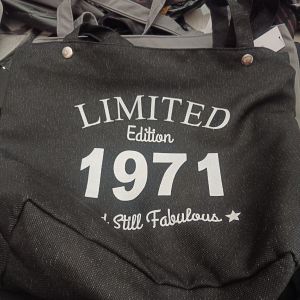 LIMITED
Edition
1971
Still Fabulous ★